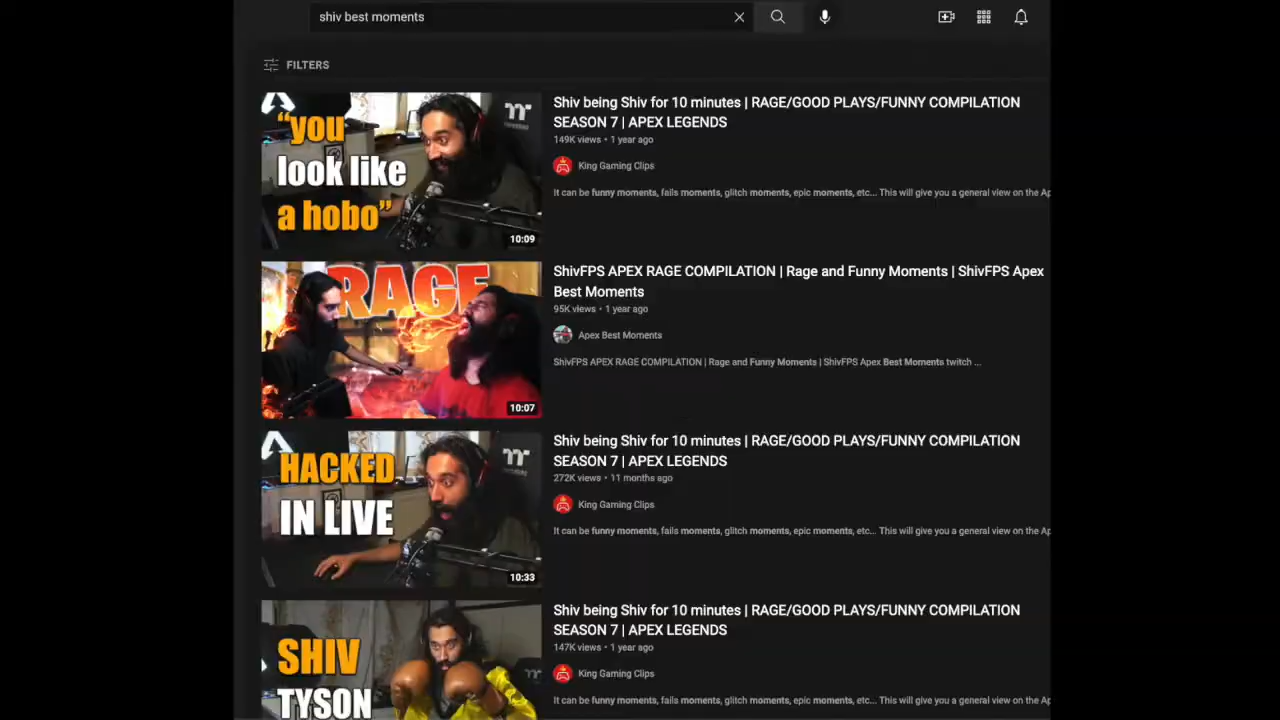 shiv best moments
FILTERS
"you
look like
a hobo"
10:09
Shiv being Shiv for 10 minutes | RAGE/GOOD PLAYS/FUNNY COMPILATION
SEASON 7 | APEX LEGENDS
149K views • 1 year ago
King Gaming Clips
It can be funny moments, fails moments, glitch moments, epic moments, etc... This will give you a general view on the Ap
RAGE
10:07
ShivFPS APEX RAGE COMPILATION | Rage and Funny Moments | ShivFPS Apex
Best Moments
95K views • 1 year ago
Apex Best Moments
ShivFPS APEX RAGE COMPILATION | Rage and Funny Moments | ShivFPS Apex Best Moments twitch ...
HACKED
IN LIVE
10:33
Shiv being Shiv for 10 minutes | RAGE/GOOD PLAYS/FUNNY COMPILATION
SEASON 7 | APEX LEGENDS
272K views • 11 months ago
King Gaming Clips
It can be funny moments, fails moments, glitch moments, epic moments, etc... This will give you a general view on the Ap
SHIV
TYSON
Shiv being Shiv for 10 minutes | RAGE/GOOD PLAYS/FUNNY COMPILATION
SEASON 7 | APEX LEGENDS
147K views • 1 year ago
King Gaming Clips
It can be funny moments, fails moments, glitch moments, epic moments, etc... This will give you a general view on the Ap